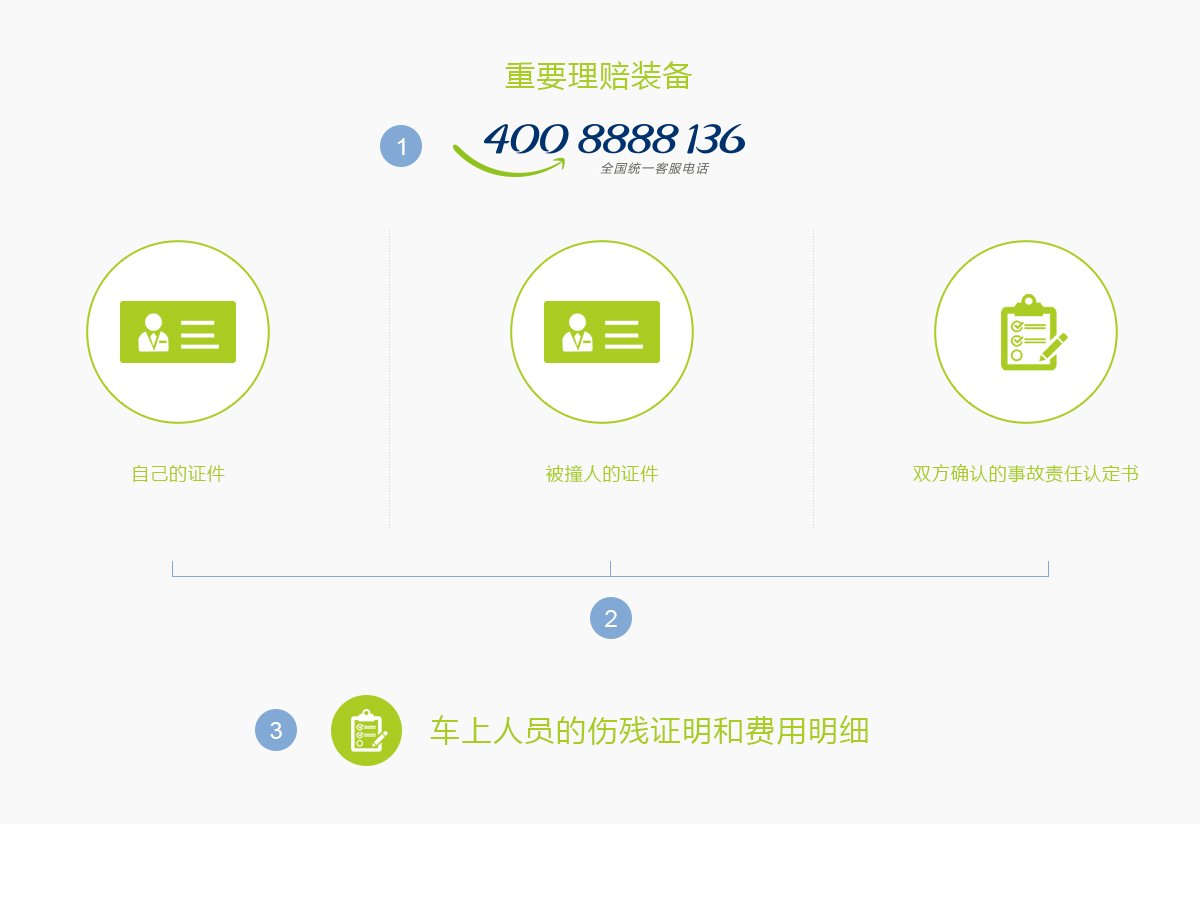 重要理赔装备
1
400 8888 136
全国统一客服电话
自己的证件
被撞人的证件
双方确认的事故责任认定书
2
3
车上人员的伤残证明和费用明细